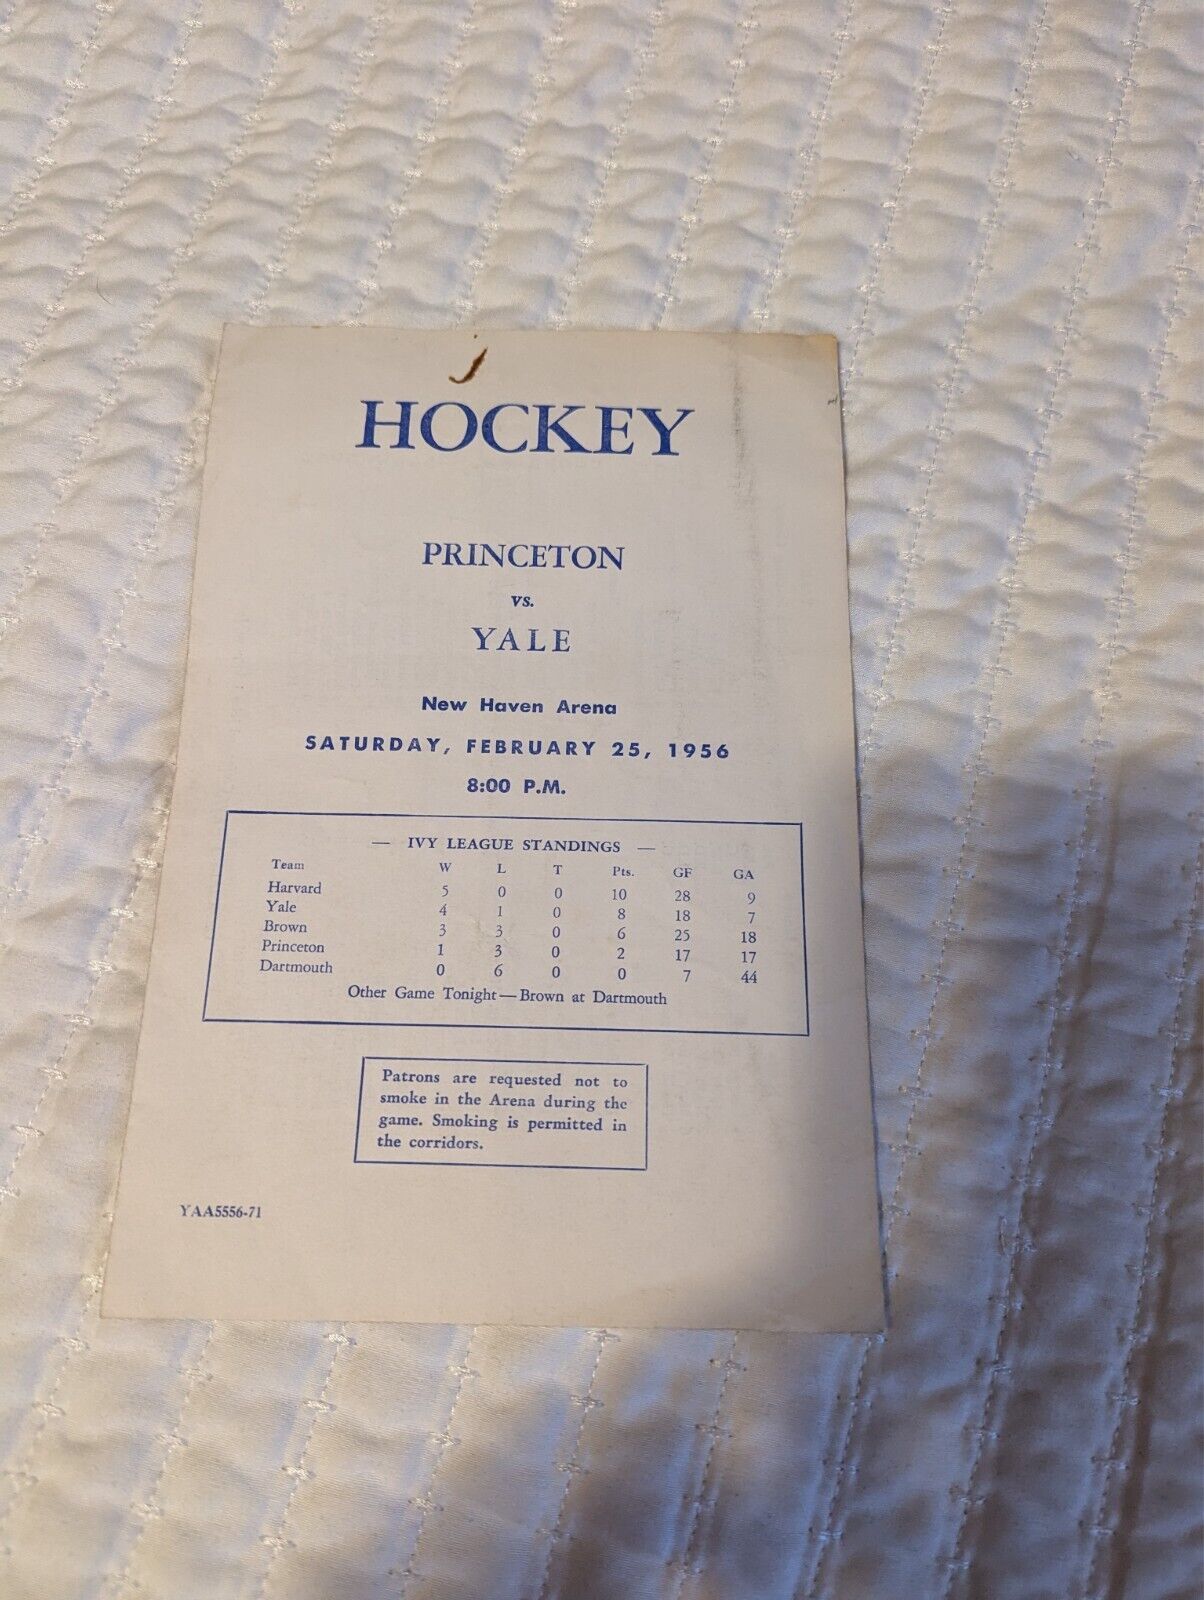 HOCKEY
PRINCETON
vs.
YALE
New Haven Arena
SATURDAY, FEBRUARY 25, 1956
8:00 P.M.
— IVY LEAGUE STANDINGS —
Team W L T Pts. GF GA
Harvard 5 0 0 10 28 9
Yale 4 1 0 8 18 7
Brown 3 3 0 6 25 18
Princeton 1 3 0 2 17 17
Dartmouth 0 6 0 0 7 44
Other Game Tonight—Brown at Dartmouth
Patrons are requested not to
smoke in the Arena during the
game. Smoking is permitted in
the corridors.
YAA5556-71